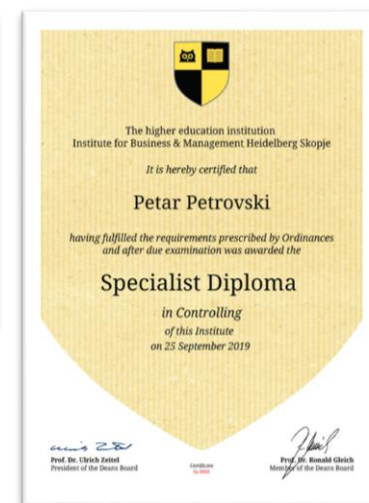 The higher education institution
Institute for Business & Management Heidelberg Skopje
It is hereby certified that
Petar Petrovski
having fulfilled the requirements prescribed by Ordinances
and after due examination was awarded the
Specialist Diploma
in Controlling
of this Institute
on 25 September 2019
Prof. Dr. Ulrich Zeitel
President of the Deans Board
Certificate
Prof. Dr. Ronald Gleich
Member of the Deans Board